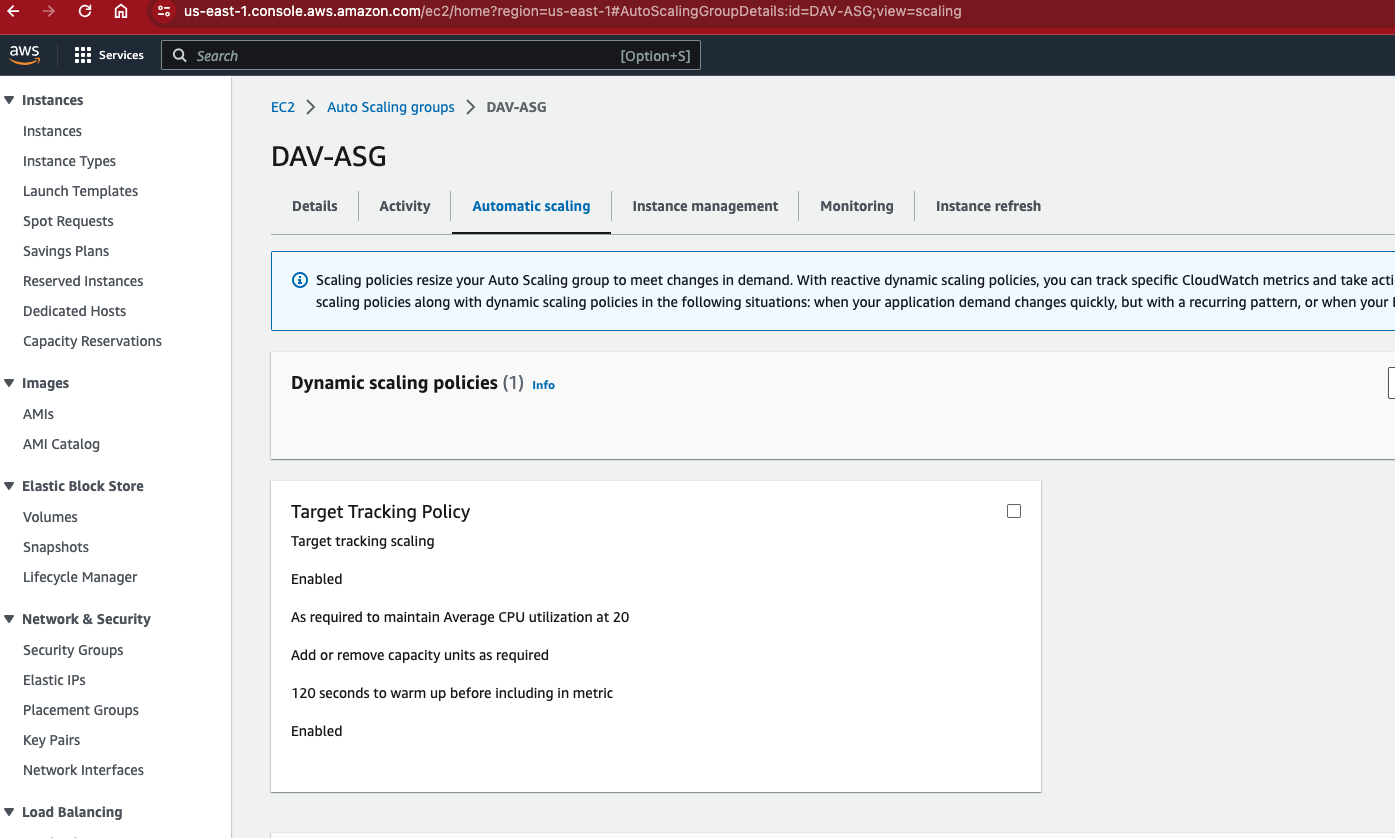 us-east-1.console.aws.amazon.com/ec2/home?region=us-east-1#AutoScalingGroupDetails:id=DAV-ASG;view=scaling
aws
Services
Search
[Option+S]
Instances
Instances
Instance Types
Launch Templates
Spot Requests
Savings Plans
Reserved Instances
Dedicated Hosts
Capacity Reservations
Images
AMIs
AMI Catalog
Elastic Block Store
Volumes
Snapshots
Lifecycle Manager
Network & Security
Security Groups
Elastic IPs
Placement Groups
Key Pairs
Network Interfaces
Load Balancing
EC2 > Auto Scaling groups > DAV-ASG
DAV-ASG
Details
Activity
Automatic scaling
Instance management
Monitoring
Instance refresh
Scaling policies resize your Auto Scaling group to meet changes in demand. With reactive dynamic scaling policies, you can track specific CloudWatch metrics and take acti
scaling policies along with dynamic scaling policies in the following situations: when your application demand changes quickly, but with a recurring pattern, or when your
Dynamic scaling policies (1) Info
Target Tracking Policy
Target tracking scaling
Enabled
As required to maintain Average CPU utilization at 20
Add or remove capacity units as required
120 seconds to warm up before including in metric
Enabled